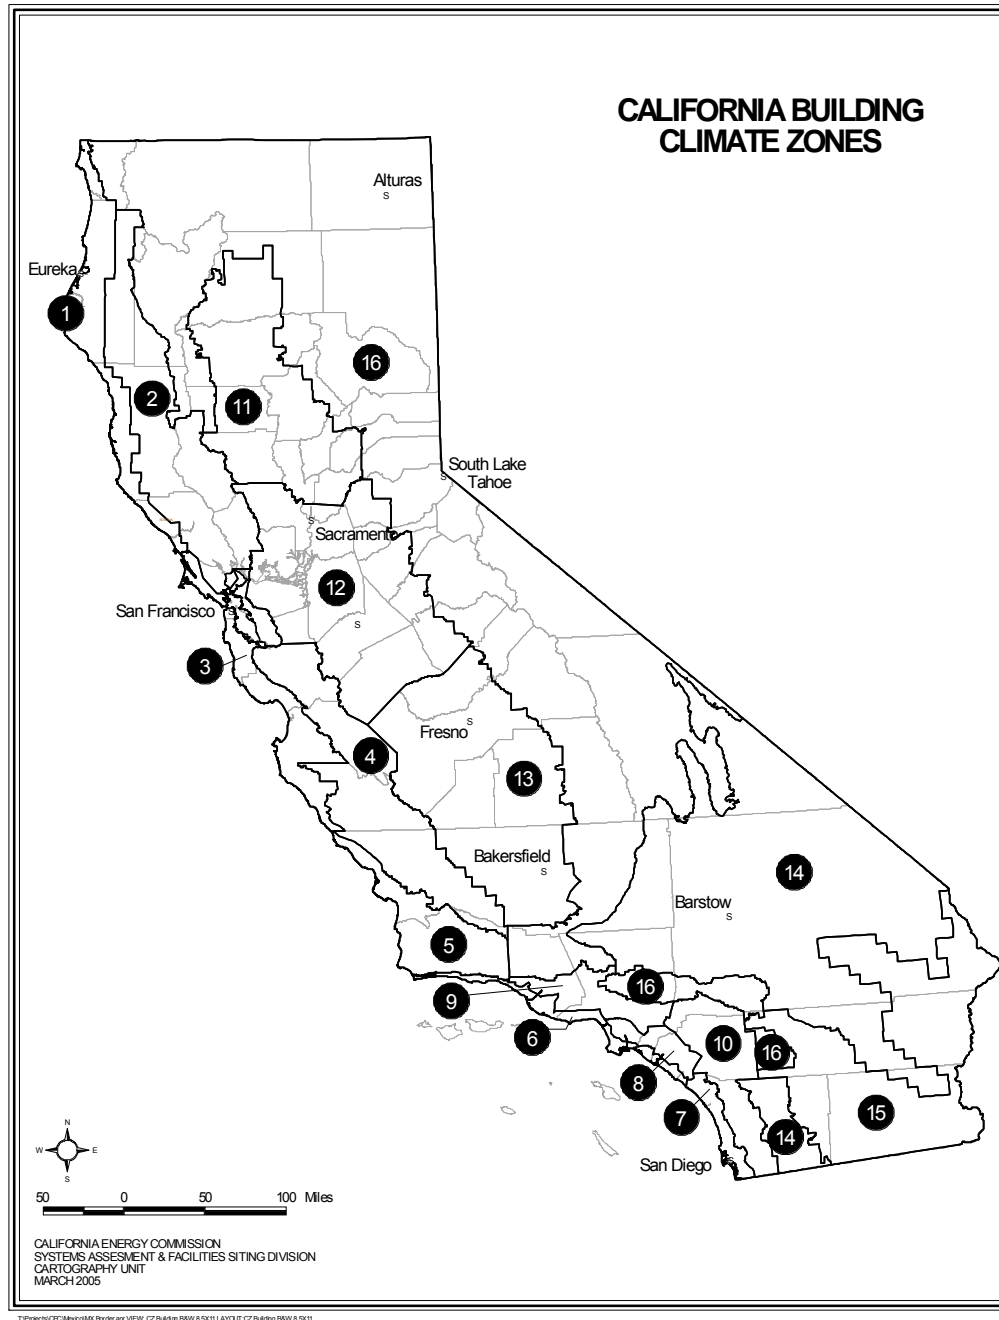 CALIFORNIA BUILDING
CLIMATE ZONES
Alturas
S
Eureka
1
16
2
11
South Lake
Tahoe
S
S
Sacramento
12
San Francisco
S
S
3
Fresno
S
4
13
Bakersfield
S
14
Barstow
S
5
16
9
6
10
16
8
7
15
14
San Diego
S
N
W
E
S
50 0 50 100 Miles
CALIFORNIA ENERGY COMMISSION
SYSTEMS ASSESMENT & FACILITIES SITING DIVISION
CARTOGRAPHY UNIT
MARCH 2005